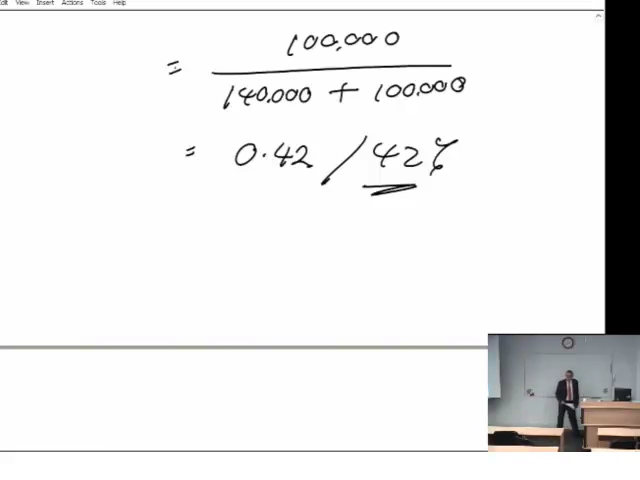 Edit View Insert Actions Tools Help
100,000
=
140.000 + 100.000
= 0.42 / 42%